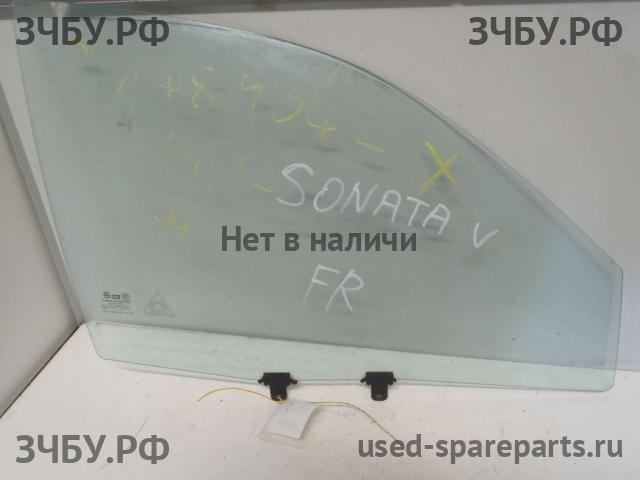 ЗЧБУ.РФ
ЗЧБУ.РФ
SONATA V
Нет в наличи
FR
ЗЧБУ.РФ
used-spareparts.ru